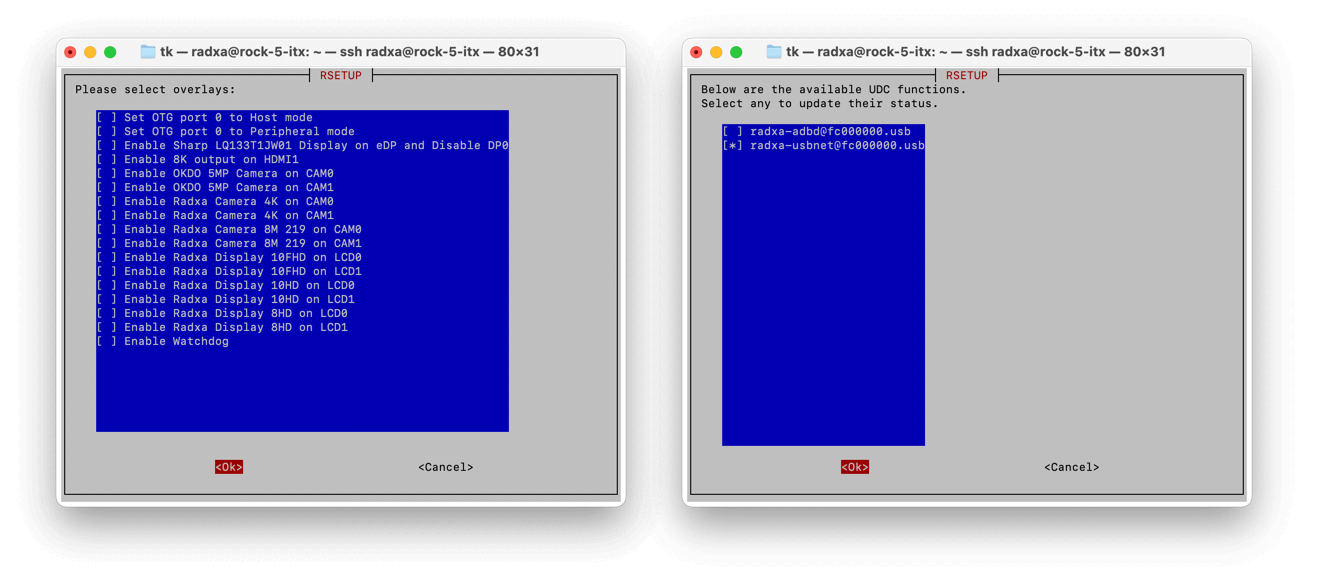 tk — radxa@rock-5-itx: ~ — ssh radxa@rock-5-itx — 80×31
RSETUP
Please select overlays:
[ ] Set OTG port 0 to Host mode
[ ] Set OTG port 0 to Peripheral mode
[ ] Enable Sharp LQ133T1JW01 Display on eDP and Disable DP0
[ ] Enable 8K output on HDMI1
[ ] Enable OKDO 5MP Camera on CAM0
[ ] Enable OKDO 5MP Camera on CAM1
[ ] Enable Radxa Camera 4K on CAM0
[ ] Enable Radxa Camera 4K on CAM1
[ ] Enable Radxa Camera 8M 219 on CAM0
[ ] Enable Radxa Camera 8M 219 on CAM1
[ ] Enable Radxa Display 10FHD on LCD0
[ ] Enable Radxa Display 10FHD on LCD1
[ ] Enable Radxa Display 10HD on LCD0
[ ] Enable Radxa Display 10HD on LCD1
[ ] Enable Radxa Display 8HD on LCD0
[ ] Enable Radxa Display 8HD on LCD1
[ ] Enable Watchdog
<Ok> <Cancel>
tk — radxa@rock-5-itx: ~ — ssh radxa@rock-5-itx — 80×31
RSETUP
Below are the available UDC functions.
Select any to update their status.
[ ] radxa-adbd@fc000000.usb
[*] radxa-usbnet@fc000000.usb
<Ok> <Cancel>